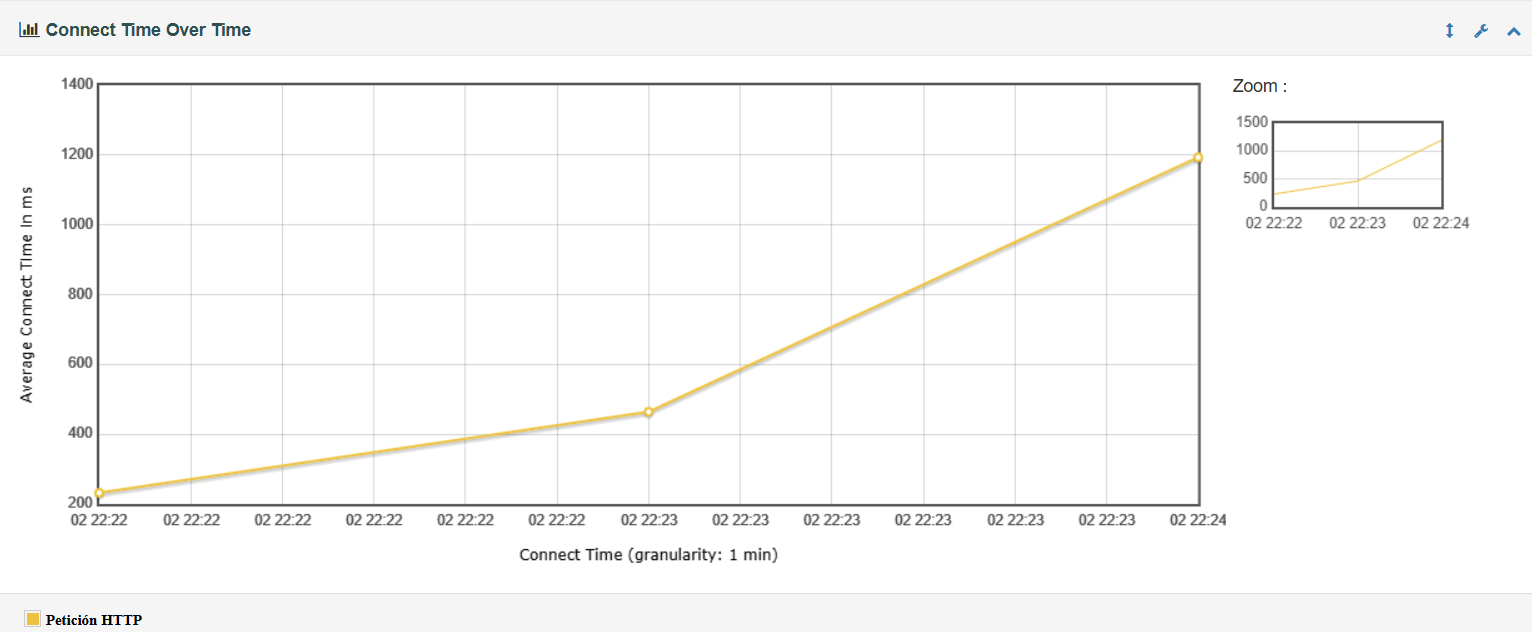 Connect Time Over Time
Zoom :
1400
1200
1000
800
600
400
200
Average Connect Time In ms
02 22:22 02 22:22 02 22:22 02 22:22 02 22:22 02 22:22 02 22:23 02 22:23 02 22:23 02 22:23 02 22:23 02 22:23 02 22:24
Connect Time (granularity: 1 min)
1500
1000
500
0
02 22:22 02 22:23 02 22:24
Petición HTTP